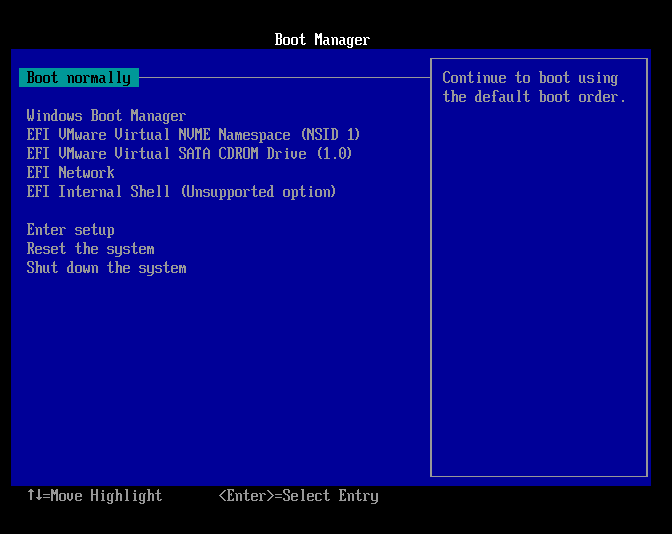 Boot Manager
Boot normally
Windows Boot Manager
EFI VMware Virtual NVME Namespace (NSID 1)
EFI VMware Virtual SATA CDROM Drive (1.0)
EFI Network
EFI Internal Shell (Unsupported option)
Enter setup
Reset the system
Shut down the system
Continue to boot using
the default boot order.
↑↓=Move Highlight <Enter>=Select Entry